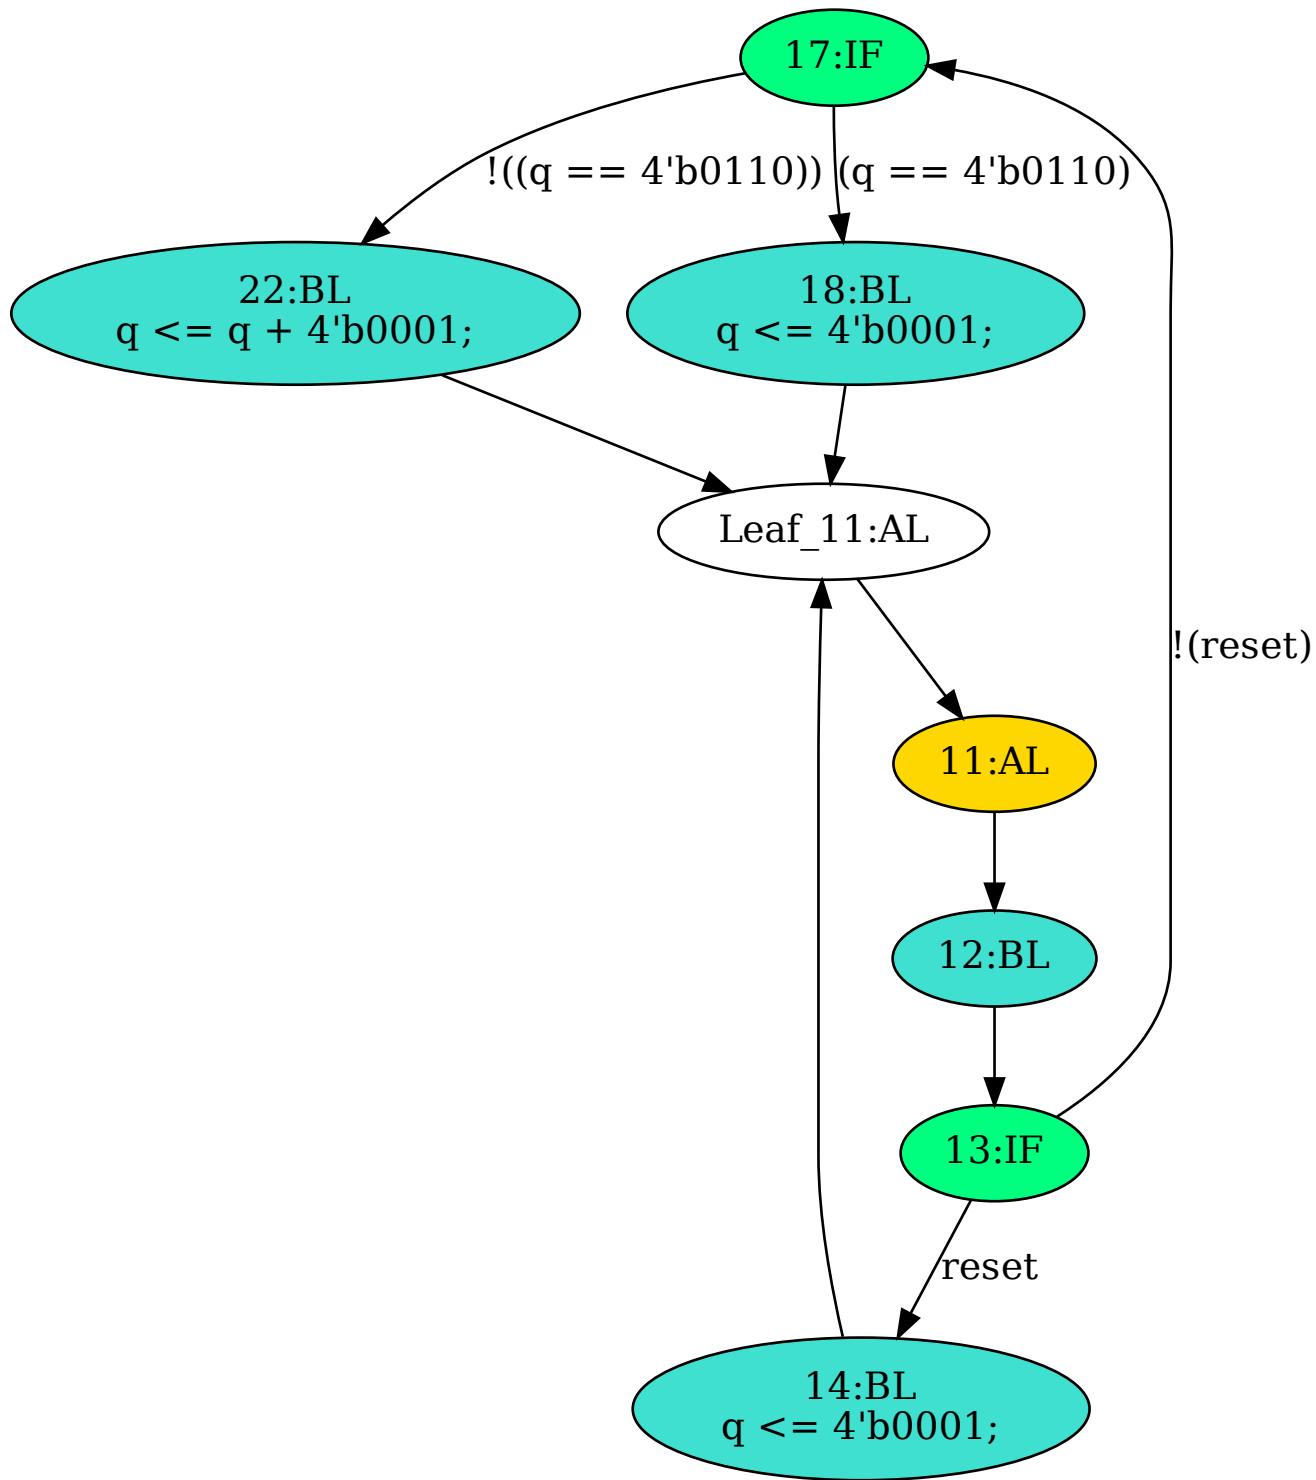 17:IF
!((q == 4'b0110))
(q == 4'b0110)
22:BL
q <= q + 4'b0001;
18:BL
q <= 4'b0001;
Leaf_11:AL
!(reset)
11:AL
12:BL
13:IF
reset
14:BL
q <= 4'b0001;